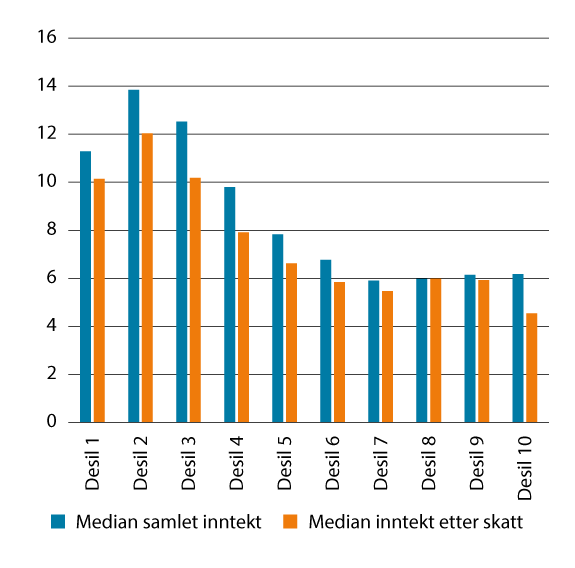 16
14
12
10
8
6
4
2
0
Desil 1
Desil 2
Desil 3
Desil 4
Desil 5
Desil 6
Desil 7
Desil 8
Desil 9
Desil 10
Median samlet inntekt
Median inntekt etter skatt